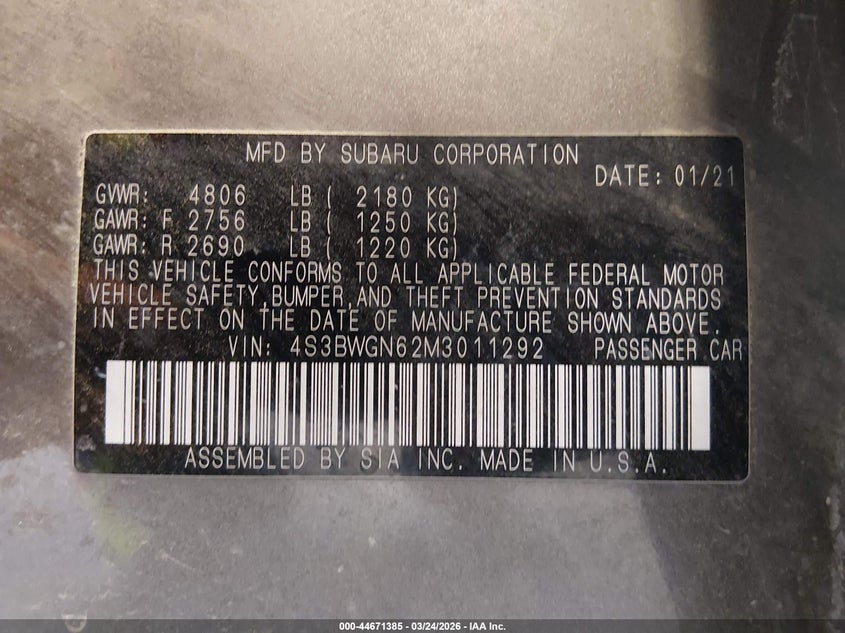 MFD BY SUBARU CORPORATION
DATE: 01/21
GVWR: 4806 LB ( 2180 KG)
GAWR: F 2756 LB ( 1250 KG)
GAWR: R 2690 LB ( 1220 KG)
THIS VEHICLE CONFORMS TO ALL APPLICABLE FEDERAL MOTOR
VEHICLE SAFETY,BUMPER,AND THEFT PREVENTION STANDARDS
IN EFFECT ON THE DATE OF MANUFACTURE SHOWN ABOVE.
VIN: 4S3BWGN62M3011292 PASSENGER CAR
ASSEMBLED BY SIA INC. MADE IN U.S.A.
000-44671385 - 03/24/2026 - IAA Inc.